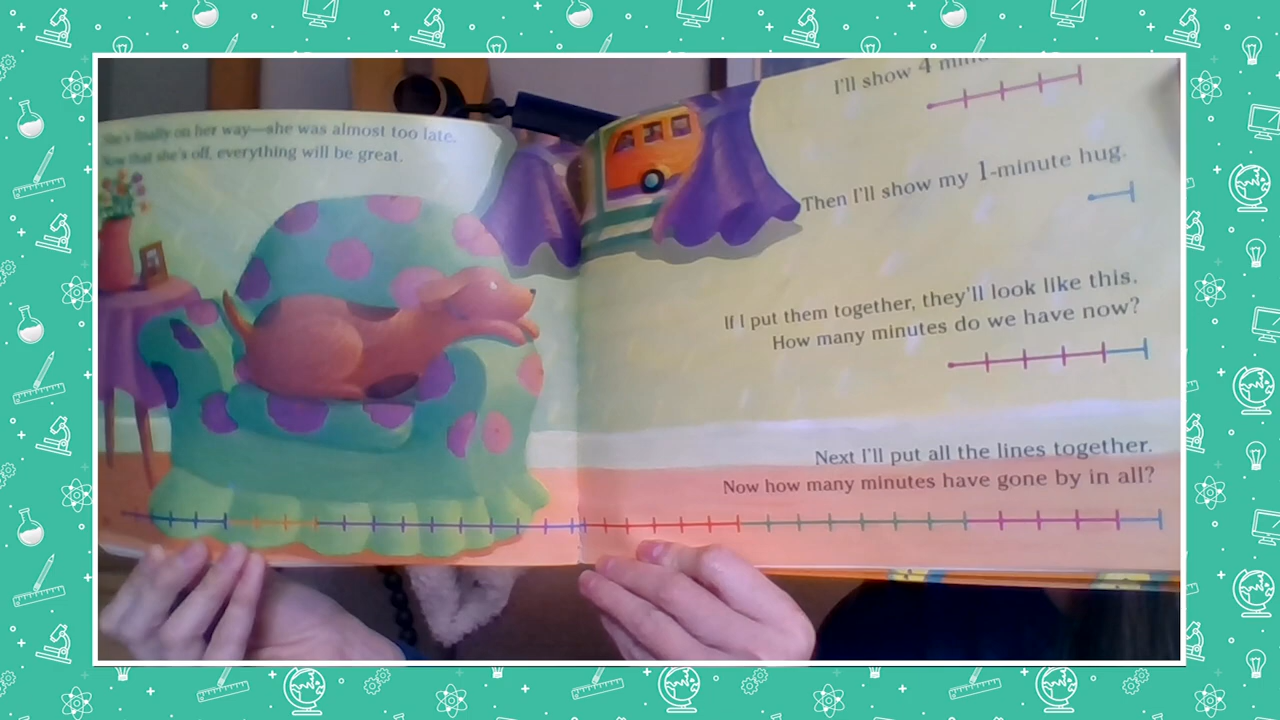 She's finally on her way—she was almost too late.
Now that she's off, everything will be great.
I'll show 4
Then I'll show my 1-minute hug.
If I put them together, they'll look like this.
How many minutes do we have now?
Next I'll put all the lines together.
Now how many minutes have gone by in all?